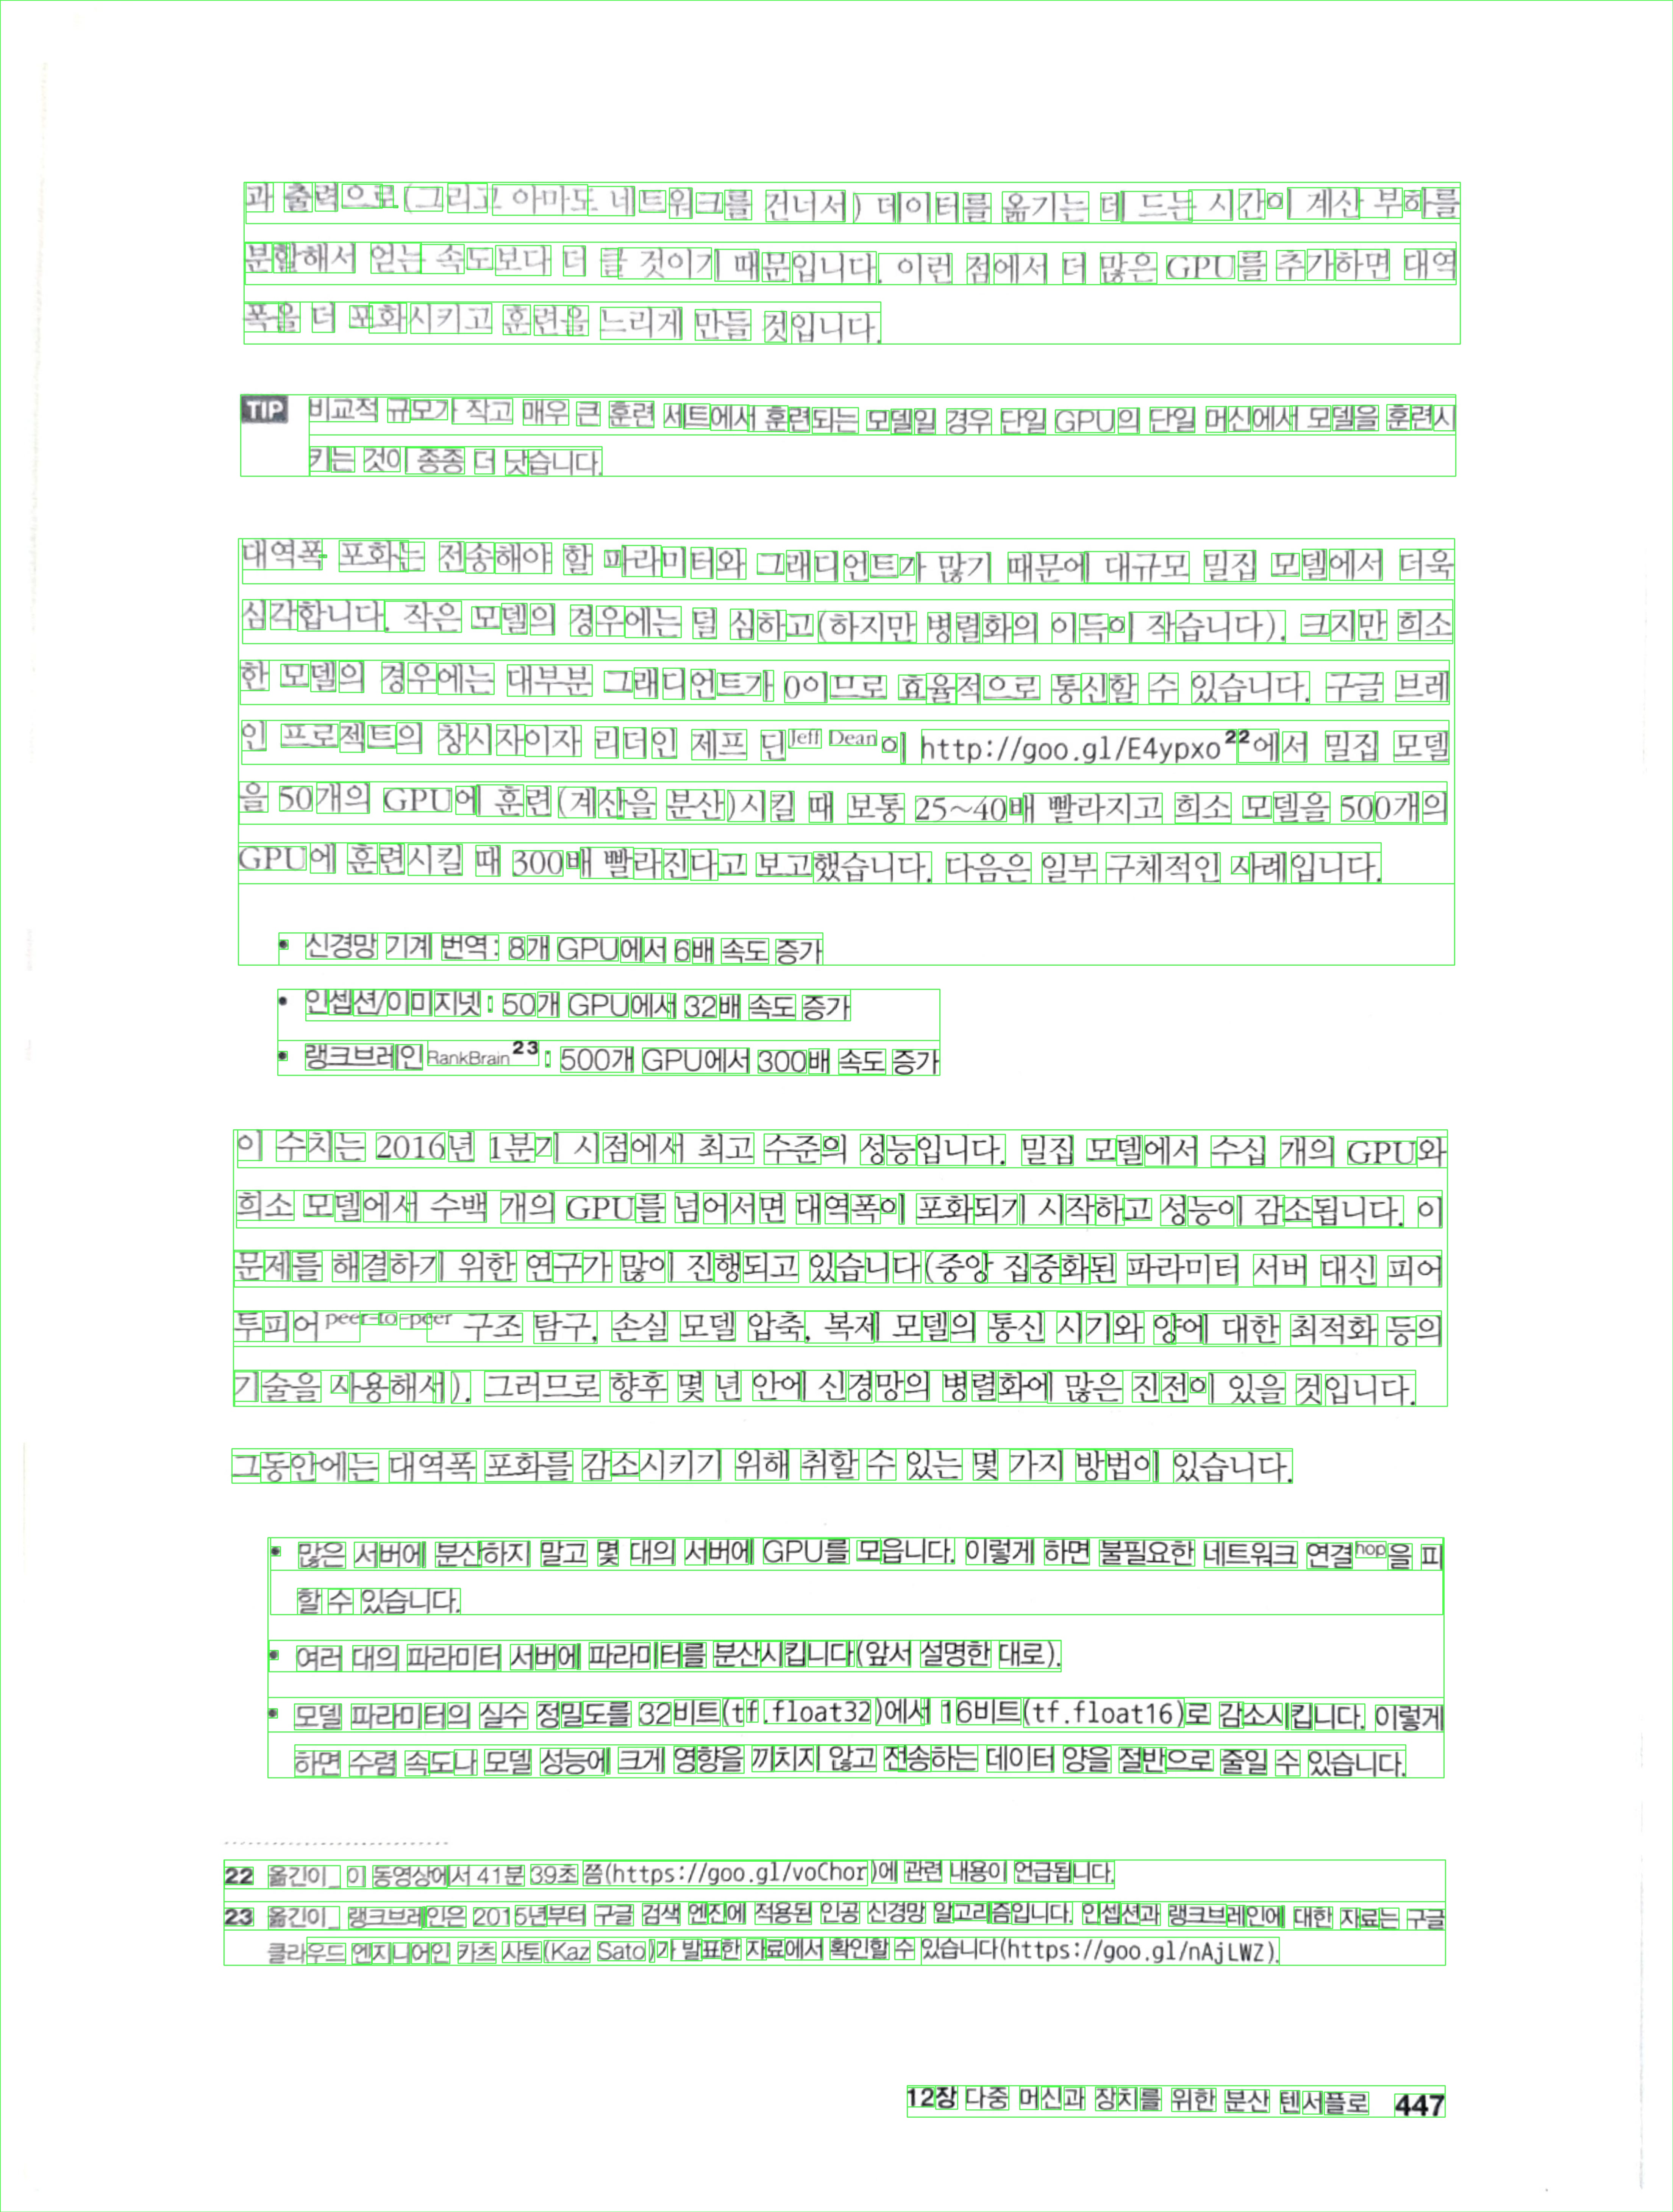 과 출력으로(그리고 아마도 네트워크를 건너서) 데이터를 옮기는 데 드는 시간이 계산 부하를
분할해서 얻는 속도보다 더 클 것이기 때문입니다. 이런 점에서 더 많은 GPU를 추가하면 대역
폭을 더 포화시키고 훈련을 느리게 만들 것입니다.
TIP 비교적 규모가 작고 매우 큰 훈련 세트에서 훈련되는 모델일 경우 단일 GPU의 단일 머신에서 모델을 훈련시
키는 것이 종종 더 낫습니다.
대역폭 포화는 전송해야 할 파라미터와 그래디언트가 많기 때문에 대규모 밀집 모델에서 더욱
심각합니다. 작은 모델의 경우에는 덜 심하고(하지만 병렬화의 이득이 작습니다). 크지만 희소
한 모델의 경우에는 대부분 그래디언트가 0이므로 효율적으로 통신할 수 있습니다. 구글 브레
인 프로젝트의 창시자이자 리더인 제프 딘Jeff Dean이 http://goo.gl/E4ypxo22에서 밀집 모델
을 50개의 GPU에 훈련(계산을 분산)시킬 때 보통 25~40배 빨라지고 희소 모델을 500개의
GPU에 훈련시킬 때 300배 빨라진다고 보고했습니다. 다음은 일부 구체적인 사례입니다.
• 신경망 기계 번역: 8개 GPU에서 6배 속도 증가
• 인셉션/이미지넷: 50개 GPU에서 32배 속도 증가
• 랭크브레인RankBrain23: 500개 GPU에서 300배 속도 증가
이 수치는 2016년 1분기 시점에서 최고 수준의 성능입니다. 밀집 모델에서 수십 개의 GPU와
희소 모델에서 수백 개의 GPU를 넘어서면 대역폭이 포화되기 시작하고 성능이 감소됩니다. 이
문제를 해결하기 위한 연구가 많이 진행되고 있습니다(중앙 집중화된 파라미터 서버 대신 피어
투피어peer-to-peer 구조 탐구, 손실 모델 압축, 복제 모델의 통신 시기와 양에 대한 최적화 등의
기술을 사용해서). 그러므로 향후 몇 년 안에 신경망의 병렬화에 많은 진전이 있을 것입니다.
그동안에는 대역폭 포화를 감소시키기 위해 취할 수 있는 몇 가지 방법이 있습니다.
• 많은 서버에 분산하지 말고 몇 대의 서버에 GPU를 모읍니다. 이렇게 하면 불필요한 네트워크 연결hop을 피
할 수 있습니다.
• 여러 대의 파라미터 서버에 파라미터를 분산시킵니다(앞서 설명한 대로).
• 모델 파라미터의 실수 정밀도를 32비트(tf.float32)에서 16비트(tf.float16)로 감소시킵니다. 이렇게
하면 수렴 속도나 모델 성능에 크게 영향을 끼치지 않고 전송하는 데이터 양을 절반으로 줄일 수 있습니다.
22 옮긴이_ 이 동영상에서 41분 39초쯤(https://goo.gl/voChor)에 관련 내용이 언급됩니다.
23 옮긴이_ 랭크브레인은 2015년부터 구글 검색 엔진에 적용된 인공 신경망 알고리즘입니다. 인셉션과 랭크브레인에 대한 자료는 구글
클라우드 엔지니어인 카츠 사토(Kaz Sato)가 발표한 자료에서 확인할 수 있습니다(https://goo.gl/nAjLWZ).
12장 다중 머신과 장치를 위한 분산 텐서플로 447